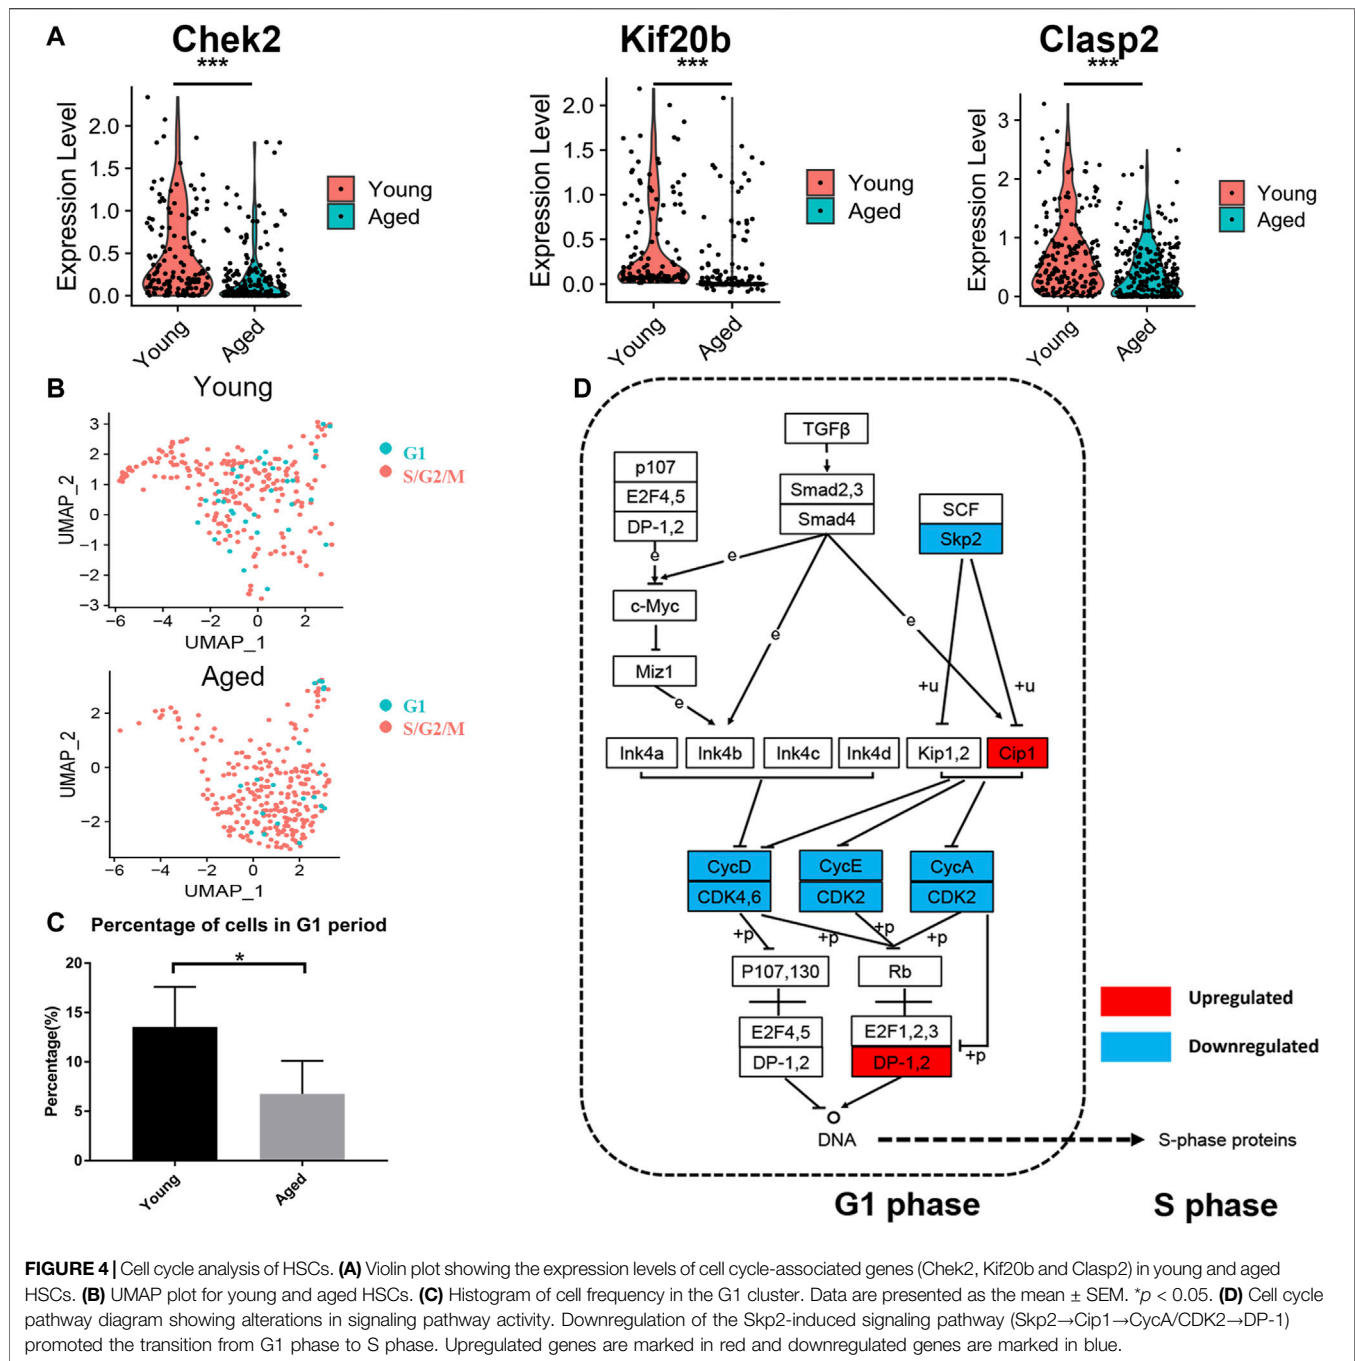 A
Chek2
***
Expression Level
2.0
1.5
1.0
0.5
0.0
Young
Aged
Young
Aged
Kif20b
***
Expression Level
2.0
1.5
1.0
0.5
0.0
Young
Aged
Young
Aged
Clasp2
***
Expression Level
3
2
1
0
Young
Aged
Young
Aged
B
Young
UMAP_2
3
2
1
0
−1
−2
−3
−6 −4 −2 0 2
UMAP_1
G1
S/G2/M
Aged
UMAP_2
2
0
−2
−6 −4 −2 0 2
UMAP_1
G1
S/G2/M
C
Percentage of cells in G1 period
Percentage(%)
20
15
10
5
0
*
Young
Aged
D
TGFβ
p107
E2F4,5
DP-1,2
Smad2,3
Smad4
SCF
Skp2
e
e
c-Myc
e
e
Miz1
e
+u
+u
Ink4a
Ink4b
Ink4c
Ink4d
Kip1,2
Cip1
CycD
CDK4,6
CycE
CDK2
CycA
CDK2
+p
+p
+p
+p
P107,130
Rb
E2F4,5
DP-1,2
E2F1,2,3
DP-1,2
+p
DNA
S-phase proteins
G1 phase
S phase
Upregulated
Downregulated
FIGURE 4 | Cell cycle analysis of HSCs. (A) Violin plot showing the expression levels of cell cycle-associated genes (Chek2, Kif20b and Clasp2) in young and aged
HSCs. (B) UMAP plot for young and aged HSCs. (C) Histogram of cell frequency in the G1 cluster. Data are presented as the mean ± SEM. *p < 0.05. (D) Cell cycle
pathway diagram showing alterations in signaling pathway activity. Downregulation of the Skp2-induced signaling pathway (Skp2→Cip1→CycA/CDK2→DP-1)
promoted the transition from G1 phase to S phase. Upregulated genes are marked in red and downregulated genes are marked in blue.